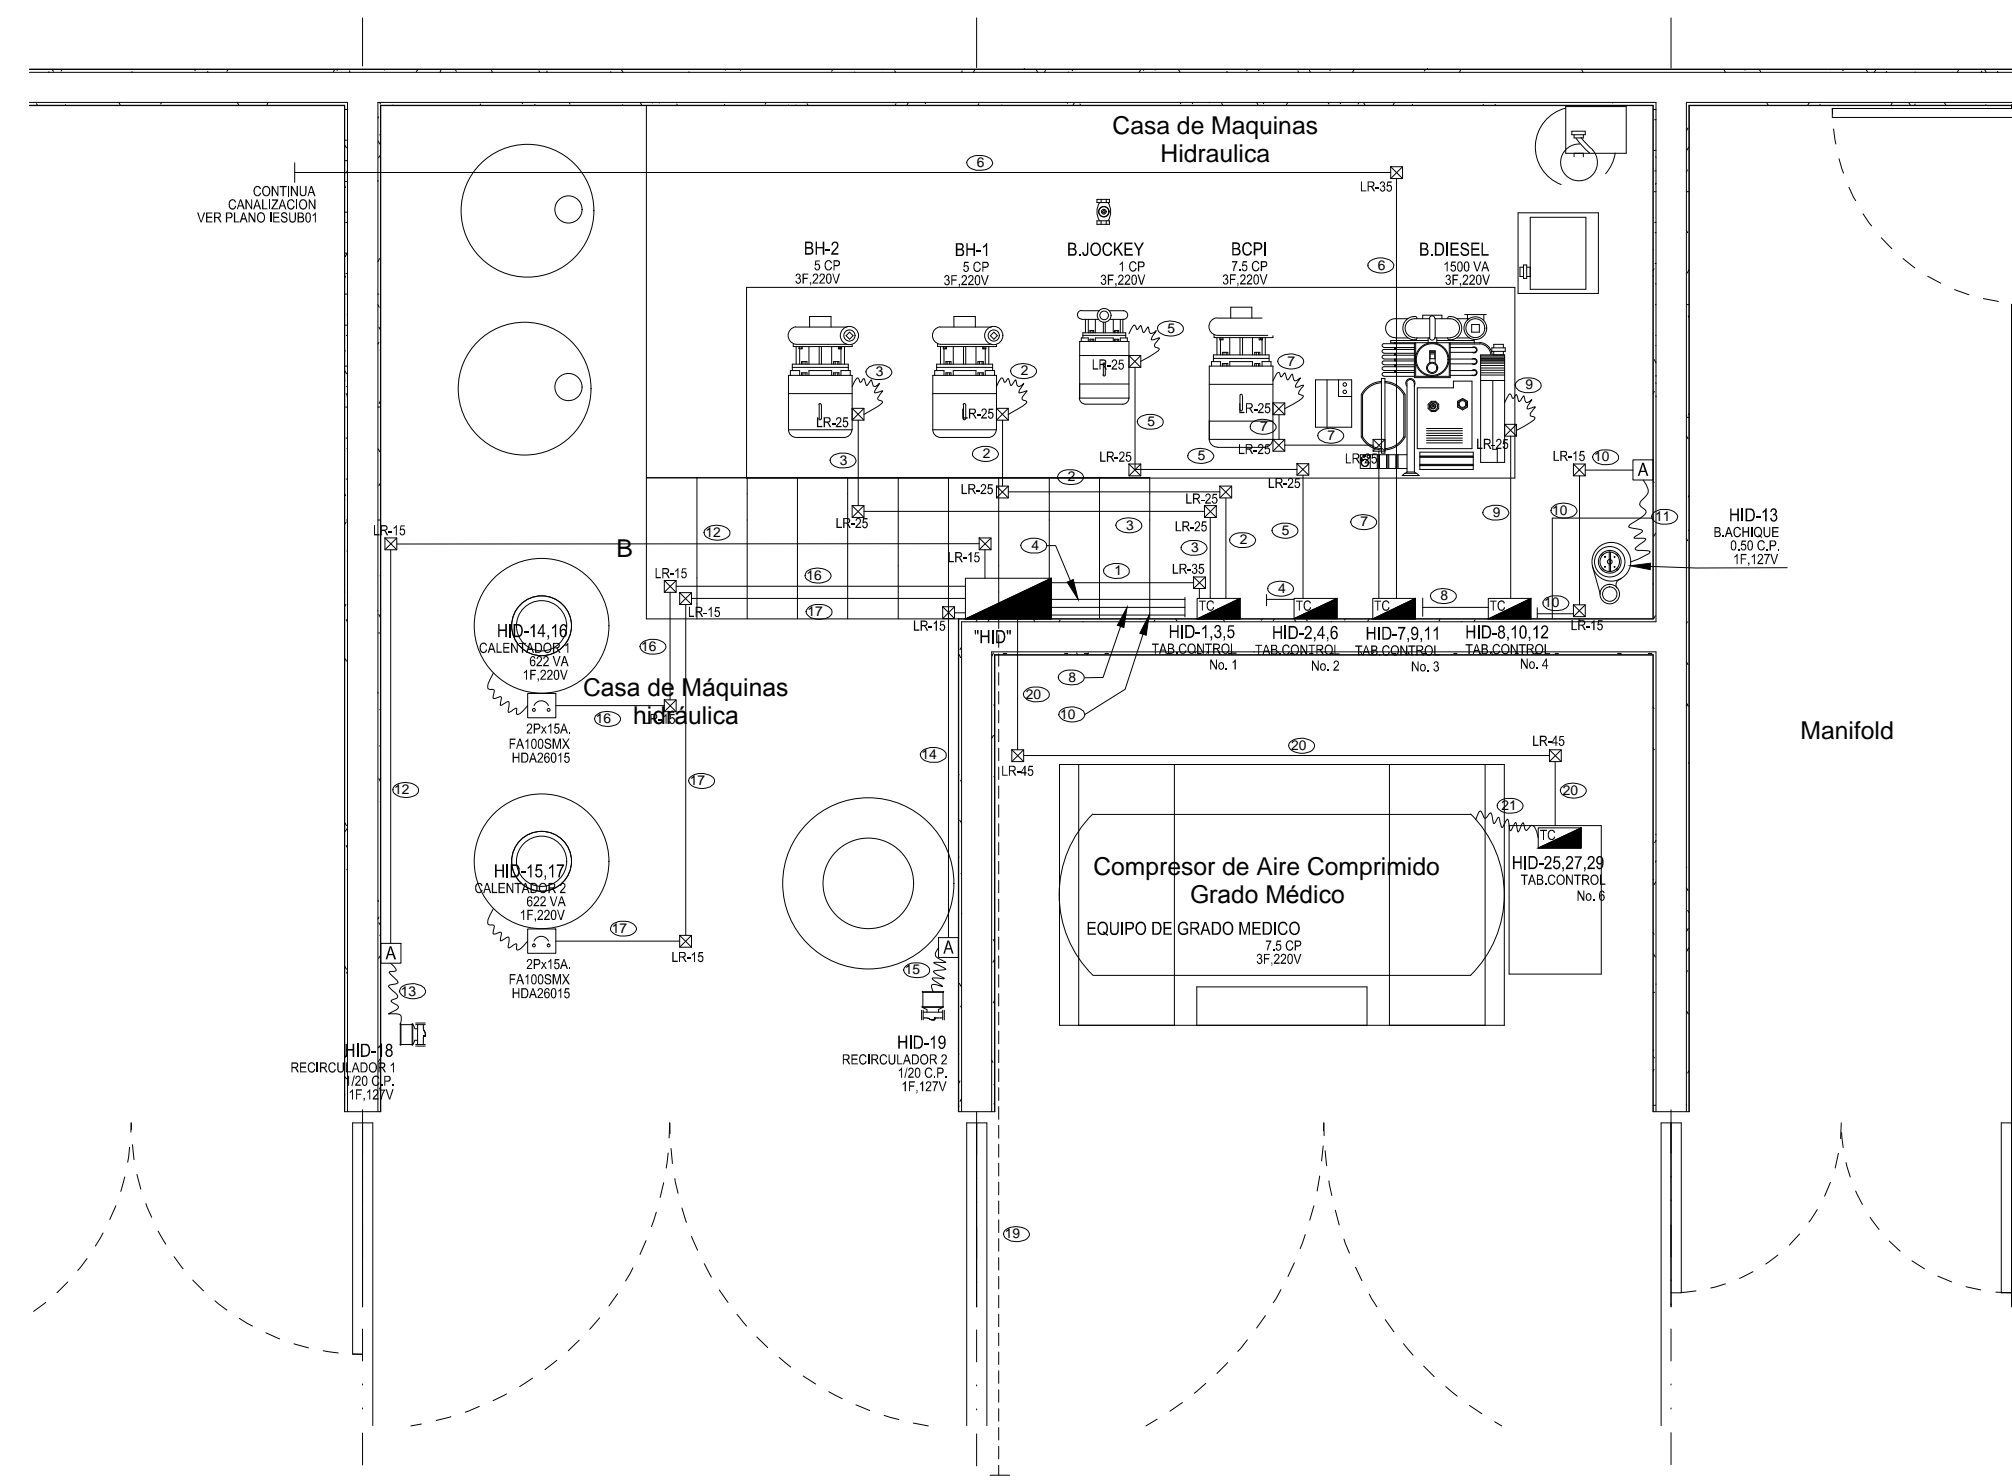 Casa de Maquinas
Hidraulica
6
CONTINUA
CANALIZACION
VER PLANO IESUB01
LR-35
BH-2
5 CP
3F,220V
BH-1
5 CP
3F,220V
B.JOCKEY
1 CP
3F,220V
BCPI
7.5 CP
3F,220V
B.DIESEL
1500 VA
3F,220V
6
5
3
2
7
9
LR-25
LR-25
LR-25
LR-25
LR-25
5
7
7
3
2
LR-25
LR-25
LR-25
5
LR-25
LR-15
10
A
2
LR-25
LR-25
LR-25
LR-25
3
7
9
10
11
HID-13
B.ACHIQUE
0.50 C.P.
1F,127V
LR-15
12
B
4
3
2
5
LR-15
LR-15
16
1
LR-35
17
LR-15
LR-15
4
8
10
LR-15
TC
TC
TC
TC
"HID"
HID-1,3,5
TAB.CONTROL
No. 1
HID-2,4,6
TAB.CONTROL
No. 2
HID-7,9,11
TAB.CONTROL
No. 3
HID-8,10,12
TAB.CONTROL
No. 4
HID-14,16
CALENTADOR 1
622 VA
1F,220V
16
8
10
20
Casa de Máquinas
hidráulica
16
LR-15
2Px15A.
FA100SMX
HDA26015
Manifold
14
20
LR-45
LR-45
12
17
20
21
TC
HID-25,27,29
TAB.CONTROL
No. 6
Compresor de Aire Comprimido
Grado Médico
EQUIPO DE GRADO MEDICO
7.5 CP
3F,220V
HID-15,17
CALENTADOR 2
622 VA
1F,220V
17
LR-15
2Px15A.
FA100SMX
HDA26015
A
13
A
15
HID-18
RECIRCULADOR 1
1/20 C.P.
1F,127V
HID-19
RECIRCULADOR 2
1/20 C.P.
1F,127V
19